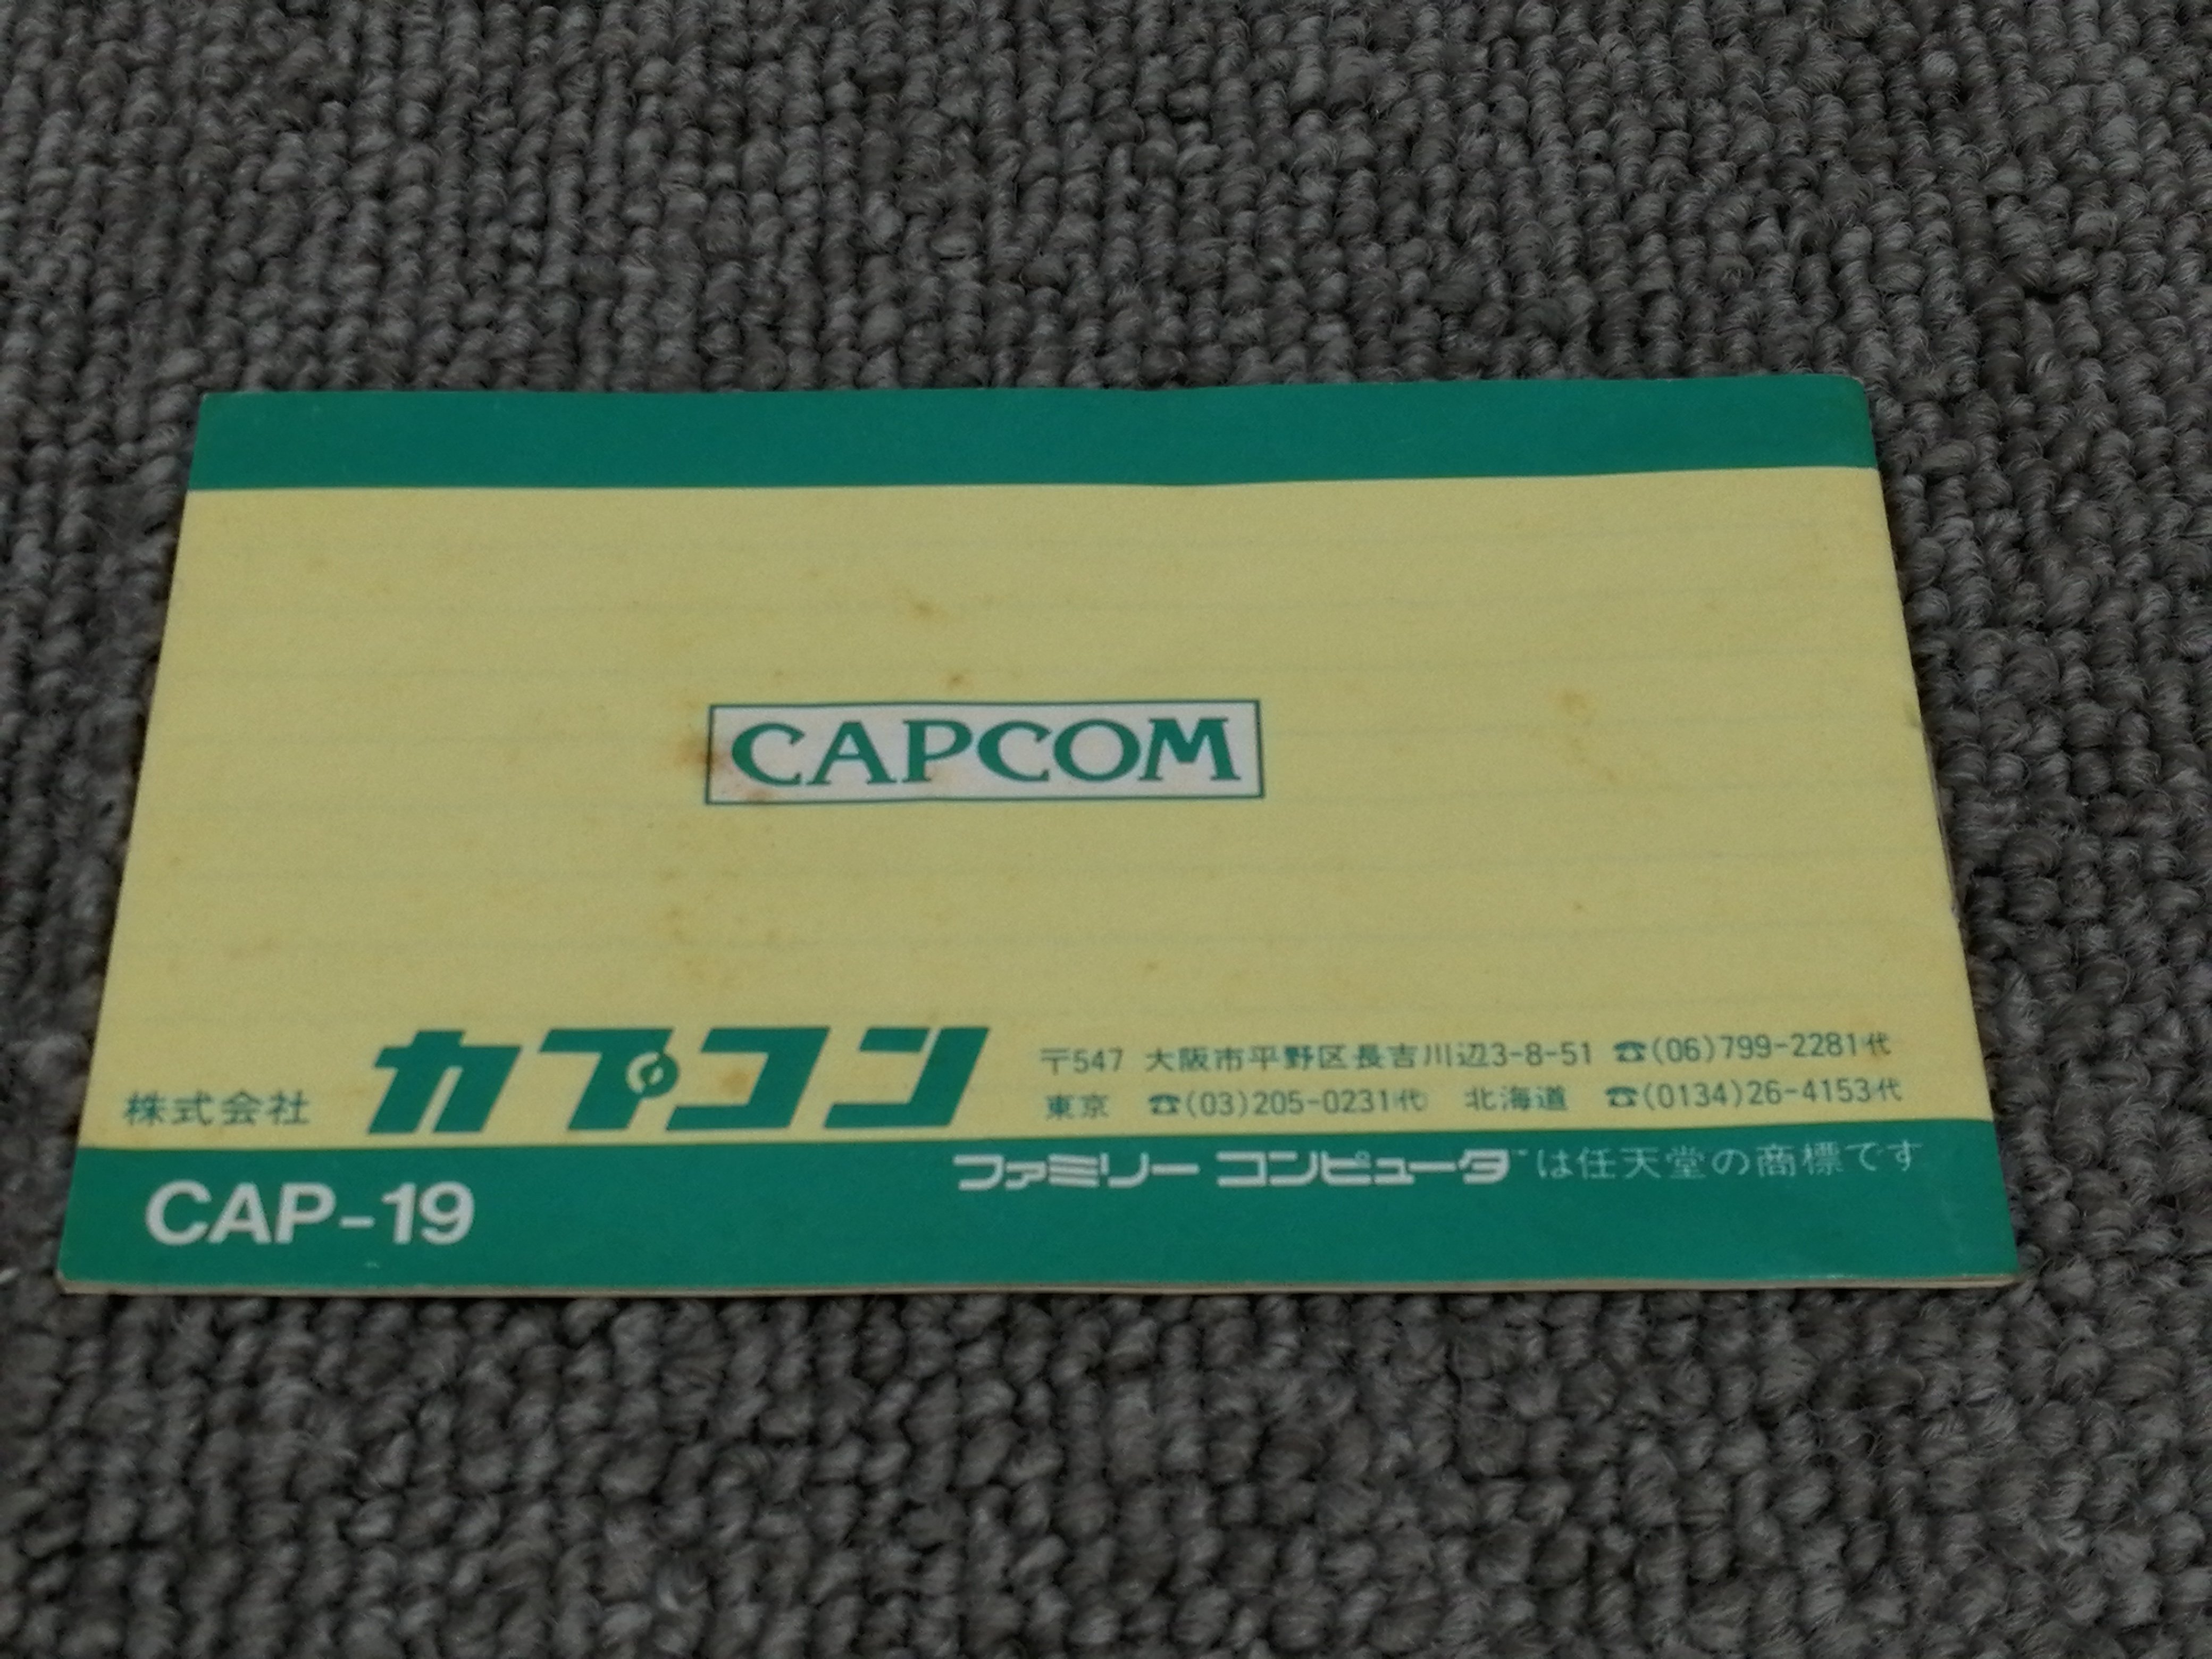 CAPCOM
株式会社 カプコン
〒547 大阪市平野区長吉川辺3-8-51 ☎(06)799-2281代
東京 ☎(03)205-0231代 北海道 ☎(0134)26-4153代
ファミリー コンピュータ™は任天堂の商標です
CAP-19